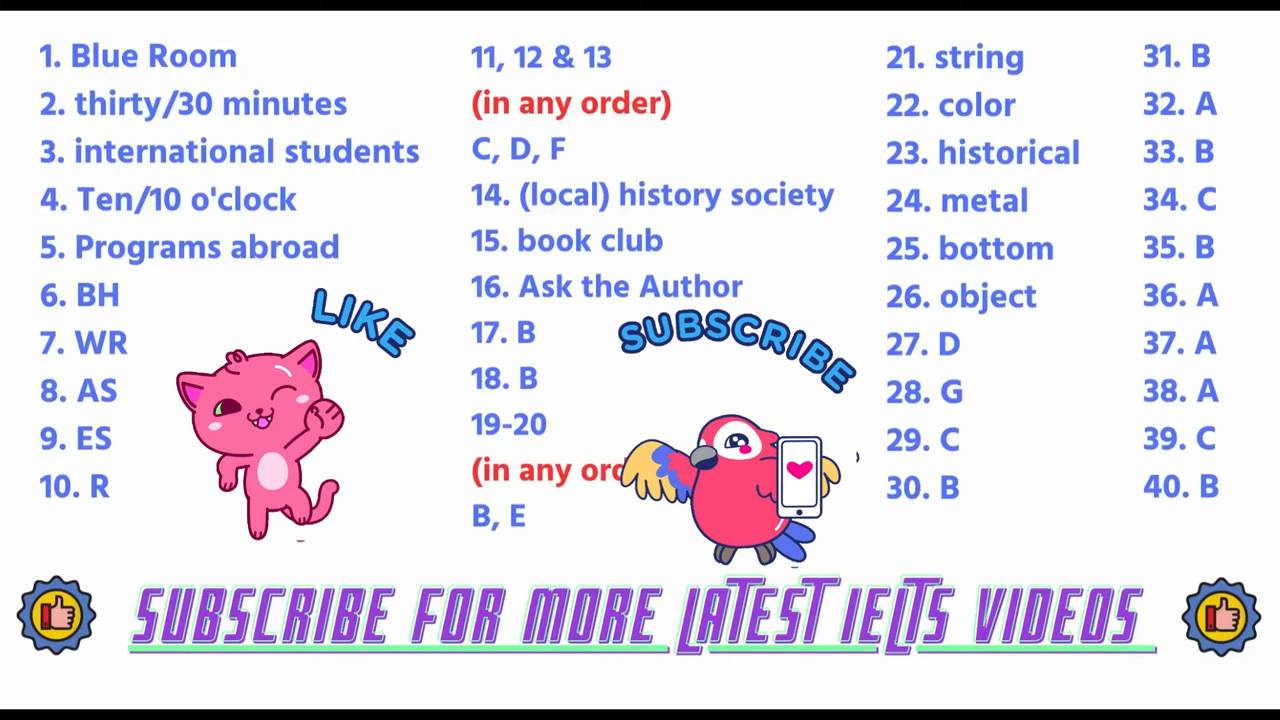 1. Blue Room
2. thirty/30 minutes
3. international students
4. Ten/10 o'clock
5. Programs abroad
6. BH
7. WR
8. AS
9. ES
10. R
LIKE
11, 12 & 13
(in any order)
C, D, F
14. (local) history society
15. book club
16. Ask the Author
17. B
18. B
19-20
(in any
B, E
SUBSCRIBE
21. string
22. color
23. historical
24. metal
25. bottom
26. object
27. D
28. G
29. C
30. B
31. B
32. A
33. B
34. C
35. B
36. A
37. A
38. A
39. C
40. B
SUBSCRIBE FOR MORE LATEST IELTS VIDEOS